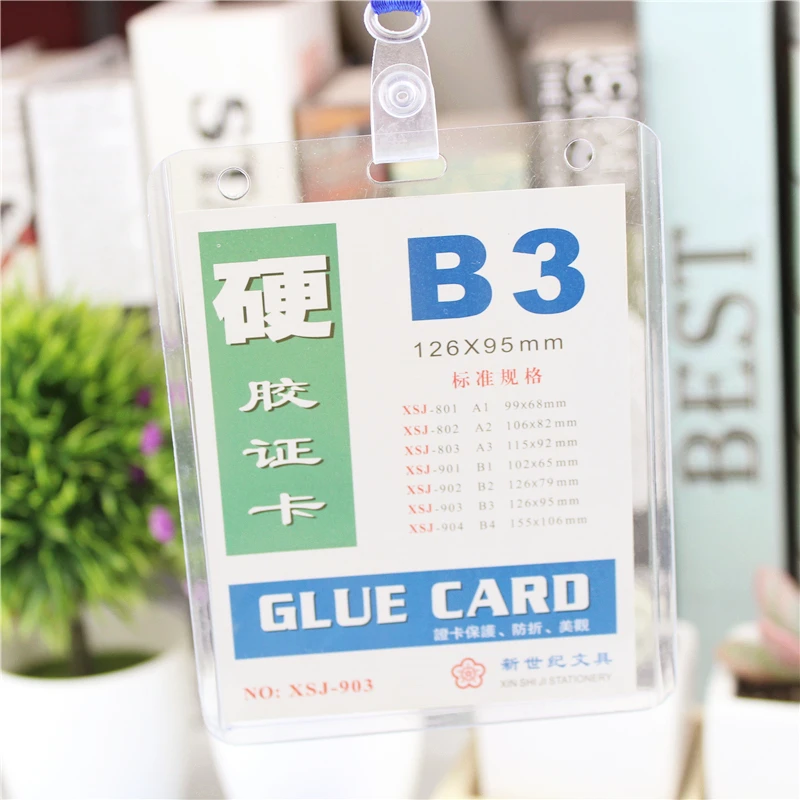 硬
胶
证
卡
B3
126X95mm
标准规格
XSJ-801 A1 99x68mm
XSJ-802 A2 106x82mm
XSJ-803 A3 115x92mm
XSJ-901 B1 102x65mm
XSJ-902 B2 126x79mm
XSJ-903 B3 126x95mm
XSJ-904 B4 155x106mm
GLUE CARD
證卡保護、防折、美觀
NO: XSJ-903
新世纪文具
XIN SHI JI STATIONERY
BEST